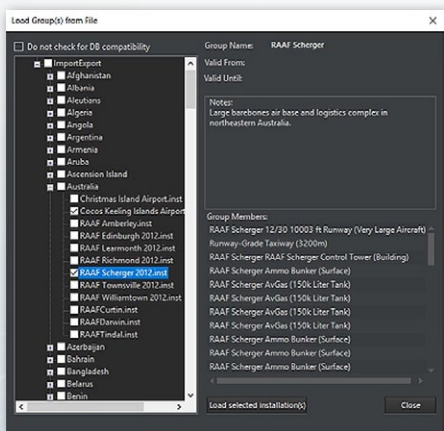 Load Group(s) from File
Do not check for DB compatibility
ImportExport
Afghanistan
Albania
Aleutians
Algeria
Angola
Argentina
Armenia
Aruba
Ascension Island
Australia
Christmas Island Airport.inst
Cocos Keeling Islands Airport
RAAF Amberley.inst
RAAF Edinburgh 2012.inst
RAAF Learmonth 2012.inst
RAAF Richmond 2012.inst
RAAF Scherger 2012.inst
RAAF Townsville 2012.inst
RAAF Williamtown 2012.inst
RAAFCurtin.inst
RAAFDarwin.inst
RAAFTindal.inst
Azerbaijan
Bahrain
Bangladesh
Belarus
Benin
Group Name: RAAF Scherger
Valid From:
Valid Until:
Notes:
Large barebones air base and logistics complex in
northeastern Australia.
Group Members:
RAAF Scherger 12/30 10003 ft Runway (Very Large Aircraft)
Runway-Grade Taxiway (3200m)
RAAF Scherger RAAF Scherger Control Tower (Building)
RAAF Scherger Ammo Bunker (Surface)
RAAF Scherger AvGas (150k Liter Tank)
RAAF Scherger AvGas (150k Liter Tank)
RAAF Scherger AvGas (150k Liter Tank)
RAAF Scherger Ammo Bunker (Surface)
RAAF Scherger AvGas (150k Liter Tank)
RAAF Scherger Ammo Bunker (Surface)
RAAF Scherger Ammo Bunker (Surface)
Load selected installation(s)
Close